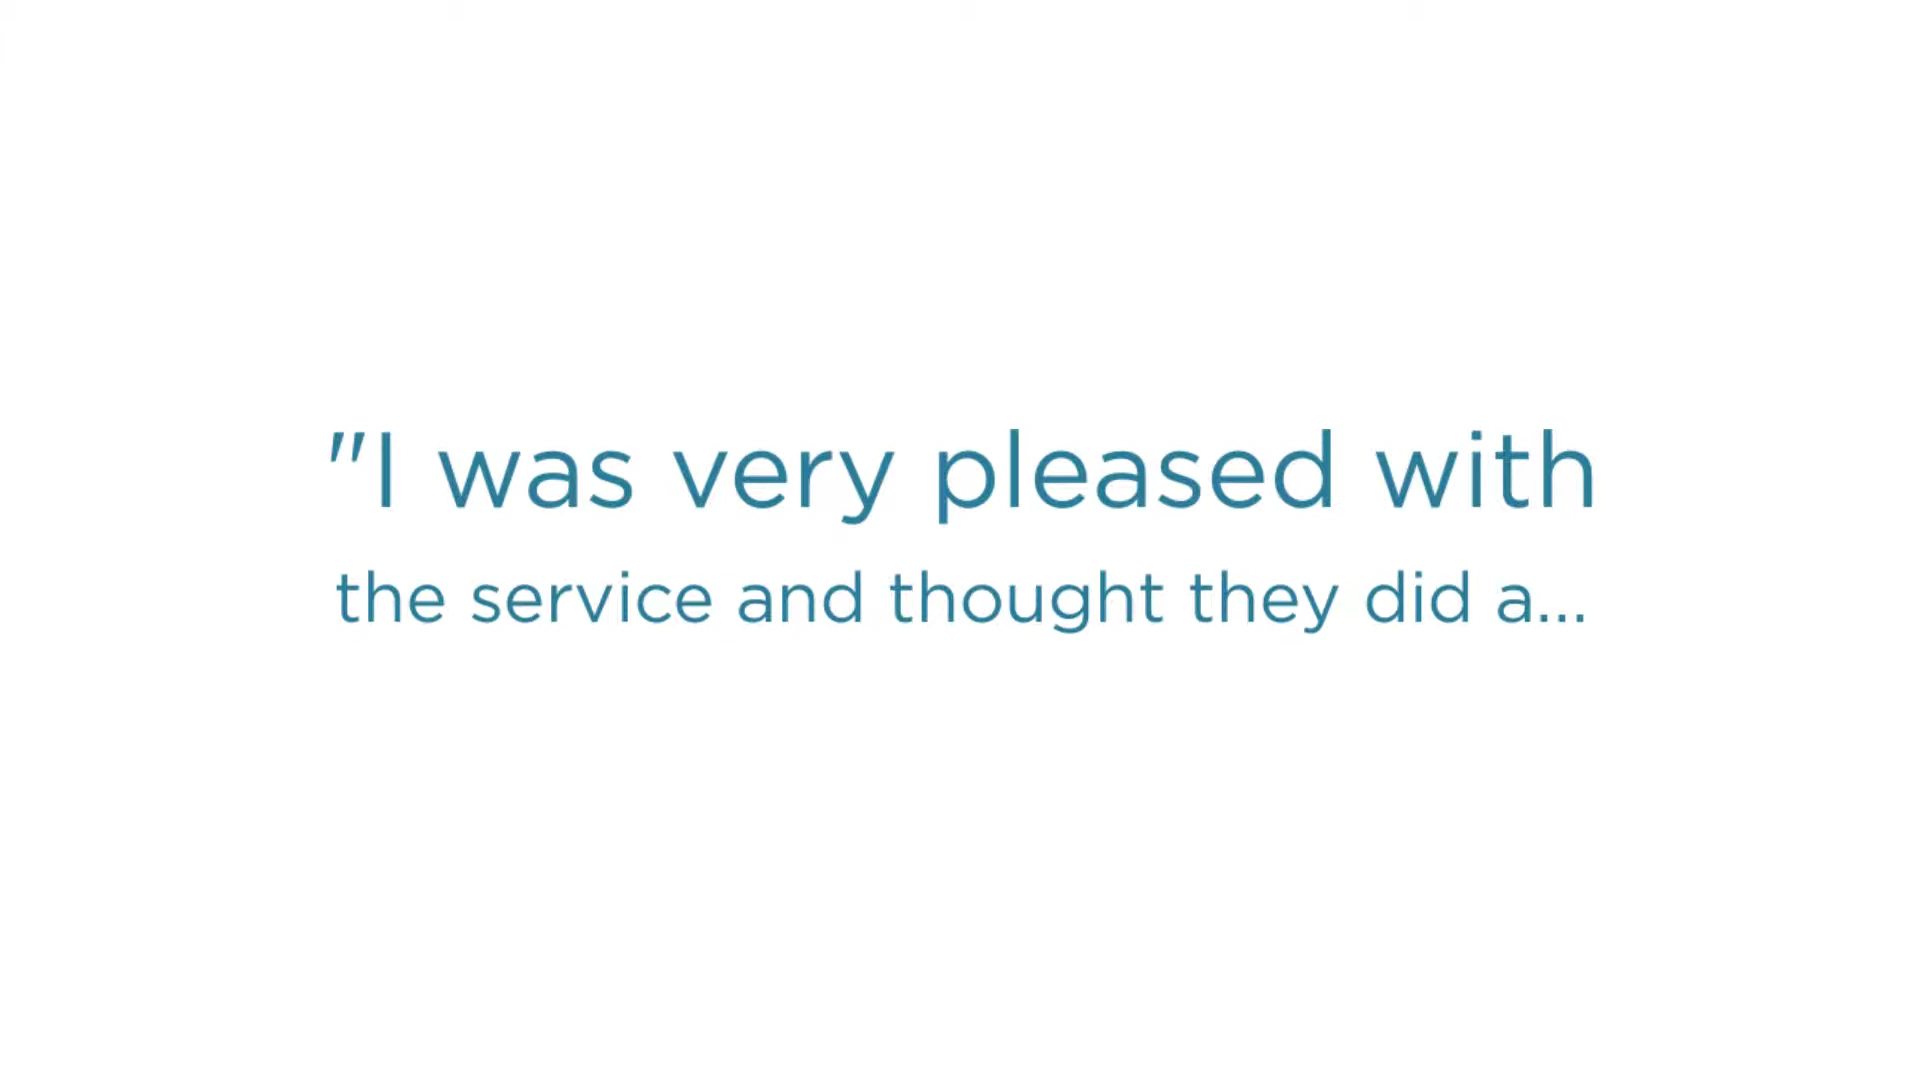 "I was very pleased with
the service and thought they did a...